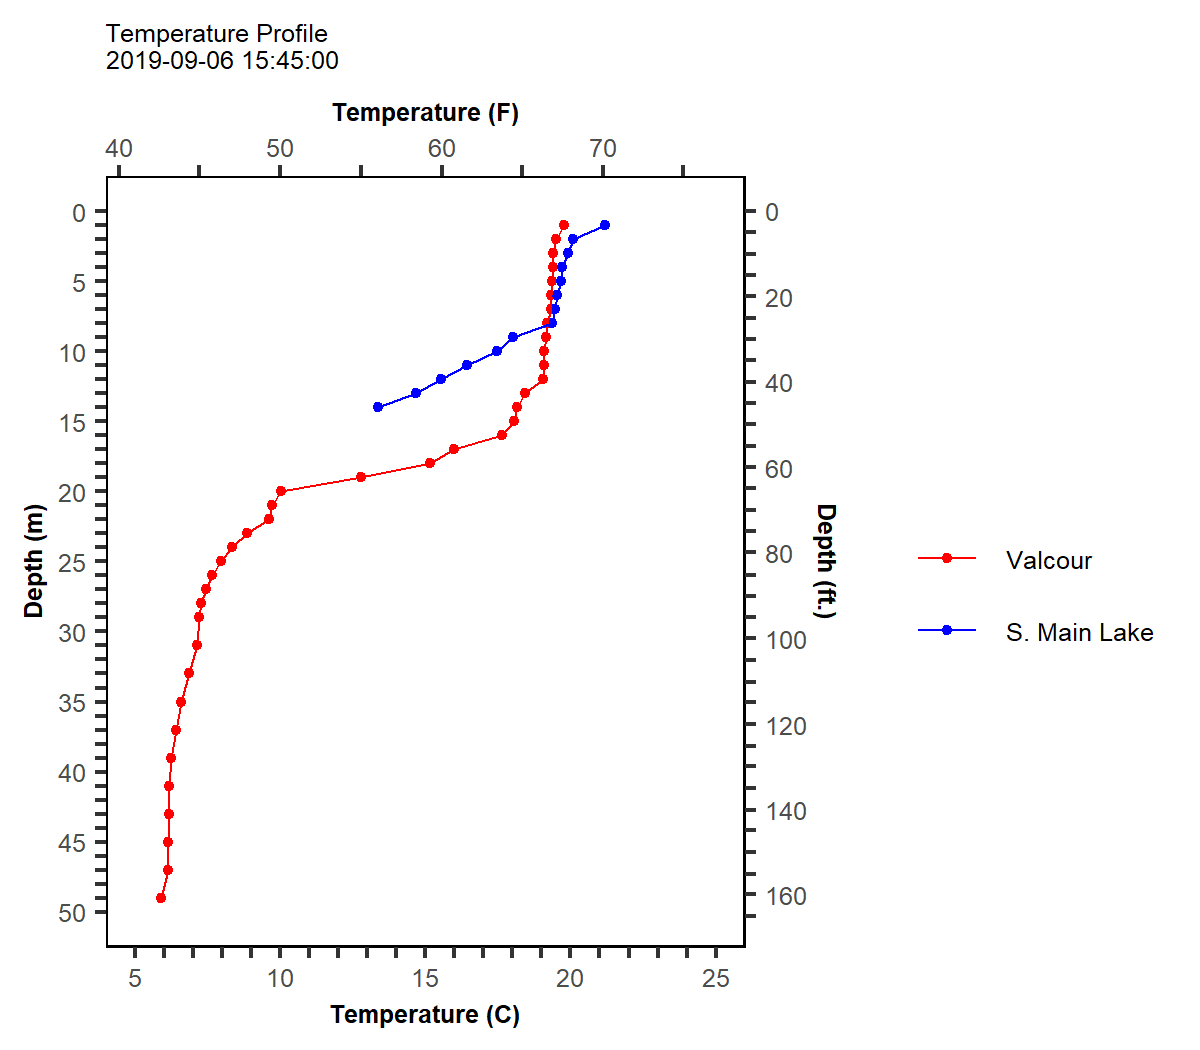 Temperature Profile
2019-09-06 15:45:00
Temperature (F)
40 50 60 70
0
5
10
15
20
25
30
35
40
45
50
Depth (m)
0
20
40
60
80
100
120
140
160
Depth (ft.)
Valcour
S. Main Lake
5 10 15 20 25
Temperature (C)